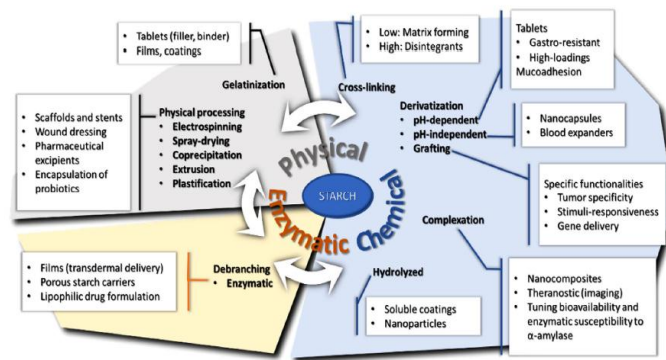 • Tablets (filler, binder)
• Films, coatings
Gelatinization
• Scaffolds and stents
• Wound dressing
• Pharmaceutical
excipients
• Encapsulation of
probiotics
Physical processing
• Electrospinning
• Spray-drying
• Coprecipitation
• Extrusion
• Plastification
• Low: Matrix forming
• High: Disintegrants
Cross-linking
Tablets
• Gastro-resistant
• High-loadings
Mucoadhesion
Derivatization
• pH-dependent
• pH-independent
• Grafting
• Nanocapsules
• Blood expanders
Specific functionalities
• Tumor specificity
• Stimuli-responsiveness
• Gene delivery
Physical
STARCH
Enzymatic
Chemical
Complexation
• Nanocomposites
• Theranostic (imaging)
• Tuning bioavailability and
enzymatic susceptibility to
α-amylase
Hydrolyzed
• Soluble coatings
• Nanoparticles
• Films (transdermal delivery)
• Porous starch carriers
• Lipophilic drug formulation
Debranching
• Enzymatic